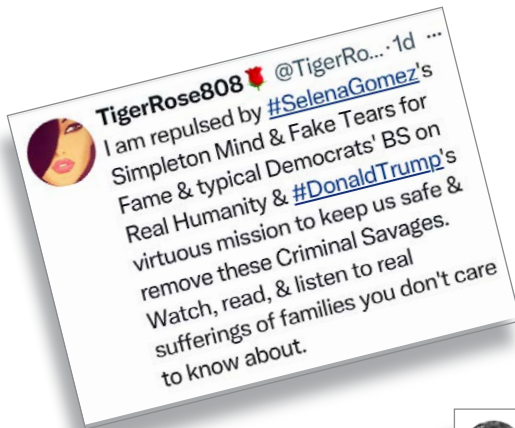 TigerRose808🌹 @TigerRo... · 1d ...
I am repulsed by #SelenaGomez's
Simpleton Mind & Fake Tears for
Fame & typical Democrats' BS on
Real Humanity & #DonaldTrump's
virtuous mission to keep us safe &
remove these Criminal Savages.
Watch, read, & listen to real
sufferings of families you don't care
to know about.